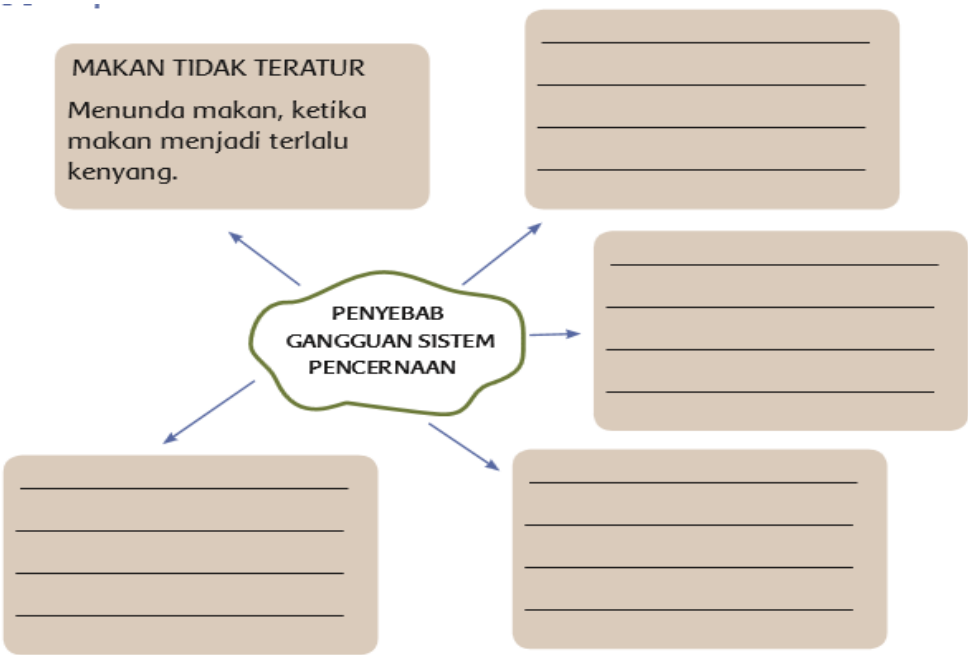 MAKAN TIDAK TERATUR
Menunda makan, ketika
makan menjadi terlalu
kenyang.
PENYEBAB
GANGGUAN SISTEM
PENCERNAAN